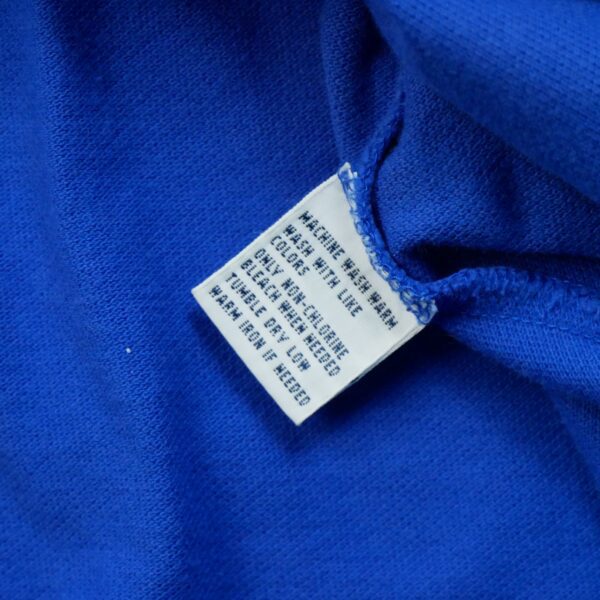 MACHINE WASH WARM
WASH WITH LIKE
COLORS
ONLY NON-CHLORINE
BLEACH WHEN NEEDED
TUMBLE DRY LOW
WARM IRON IF NEEDED